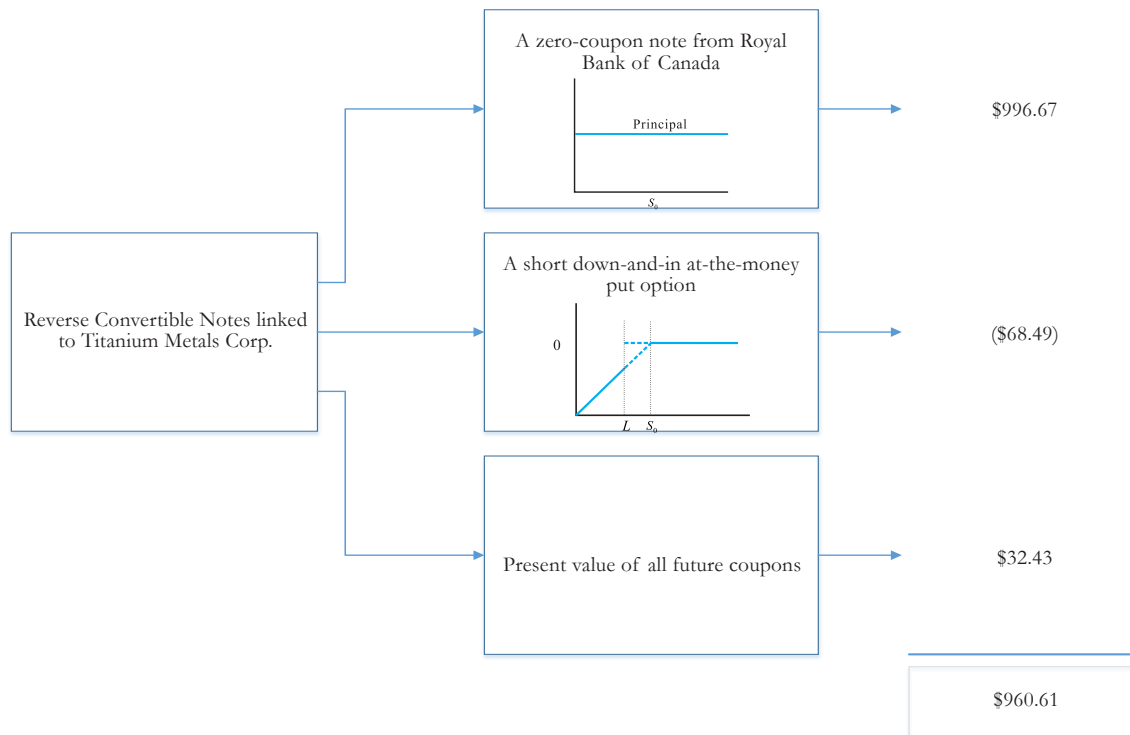 A zero-coupon note from Royal
Bank of Canada
Principal
S₀
$996.67
Reverse Convertible Notes linked
to Titanium Metals Corp.
A short down-and-in at-the-money
put option
0
L S₀
($68.49)
Present value of all future coupons
$32.43
$960.61